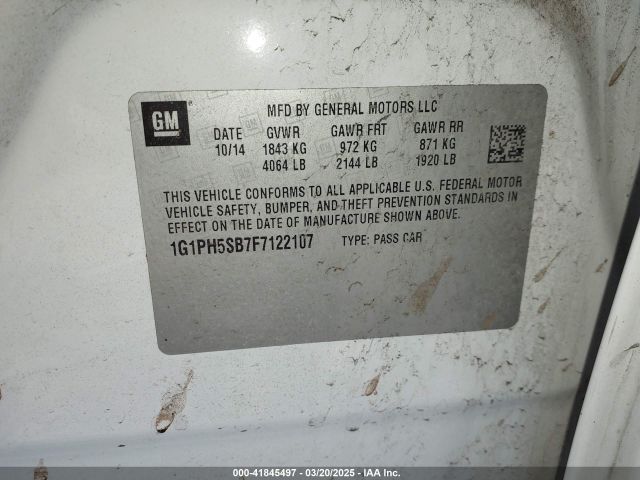 GM
MFD BY GENERAL MOTORS LLC
DATE GVWR GAWR FRT GAWR RR
10/14 1843 KG 972 KG 871 KG
4064 LB 2144 LB 1920 LB
THIS VEHICLE CONFORMS TO ALL APPLICABLE U.S. FEDERAL MOTOR
VEHICLE SAFETY, BUMPER, AND THEFT PREVENTION STANDARDS IN
EFFECT ON THE DATE OF MANUFACTURE SHOWN ABOVE.
1G1PH5SB7F7122107 TYPE: PASS CAR
000-41845497 - 03/20/2025 - IAA Inc.